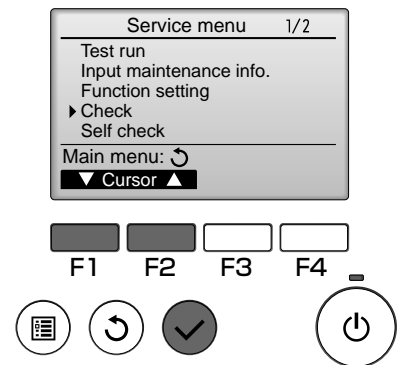 Service menu 1/2
Test run
Input maintenance info.
Function setting
Check
Self check
Main menu:
Cursor
F1 F2 F3 F4